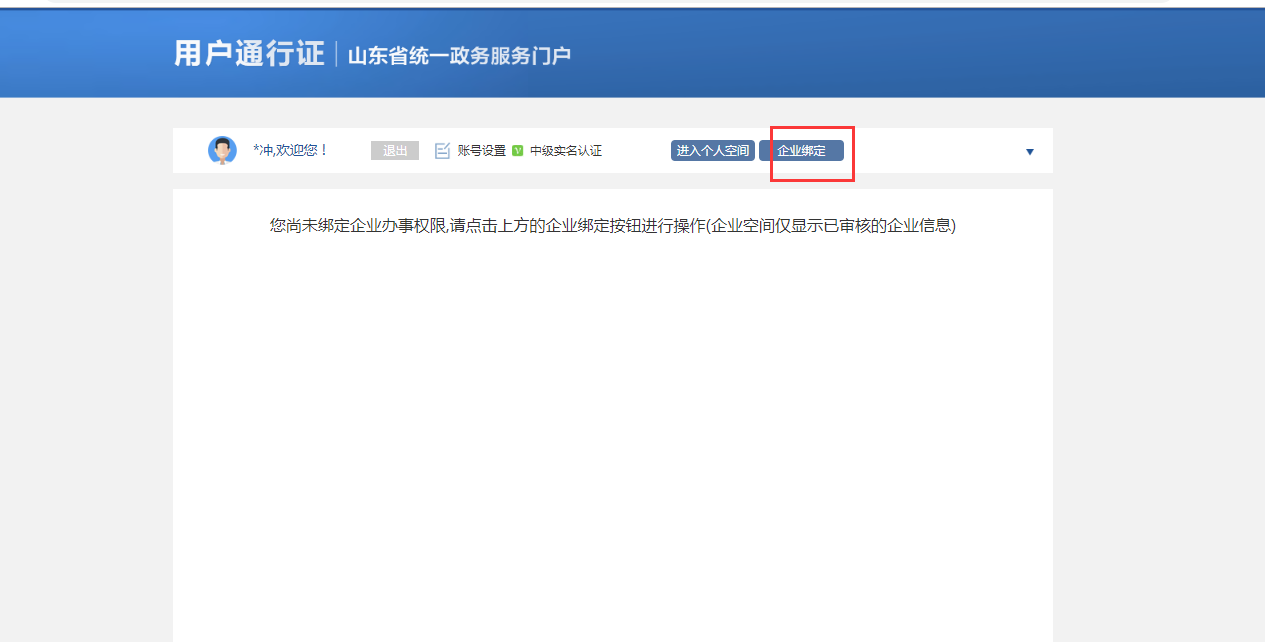 用户通行证 山东省统一政务服务门户
*冲,欢迎您！ 退出 账号设置 中级实名认证 进入个人空间 企业绑定
您尚未绑定企业办事权限,请点击上方的企业绑定按钮进行操作(企业空间仅显示已审核的企业信息)